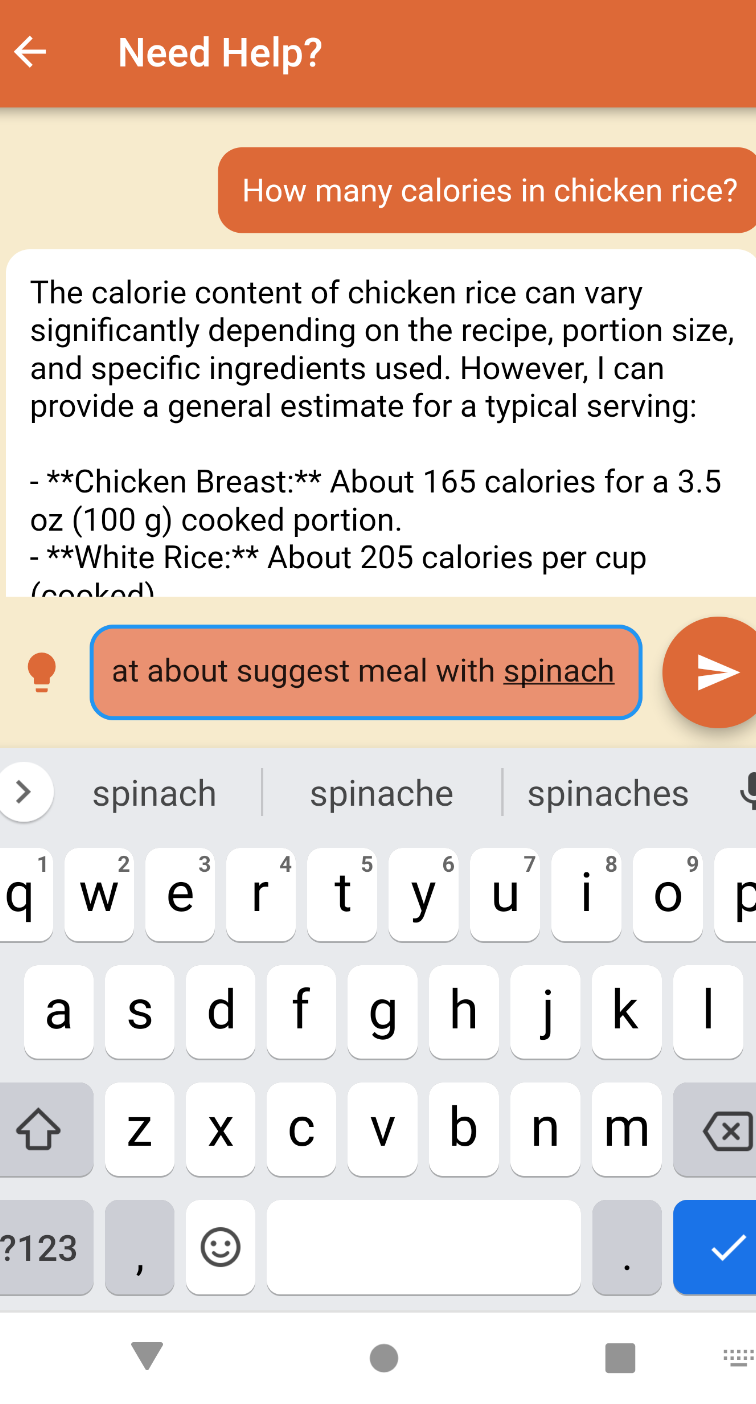 Need Help?
How many calories in chicken rice?
The calorie content of chicken rice can vary
significantly depending on the recipe, portion size,
and specific ingredients used. However, I can
provide a general estimate for a typical serving:
- **Chicken Breast:** About 165 calories for a 3.5
oz (100 g) cooked portion.
- **White Rice:** About 205 calories per cup
(cooked)
at about suggest meal with spinach
spinach spinache spinaches
1 2 3 4 5 6 7 8 9
q w e r t y u i o p
a s d f g h j k l
z x c v b n m
?123 , .